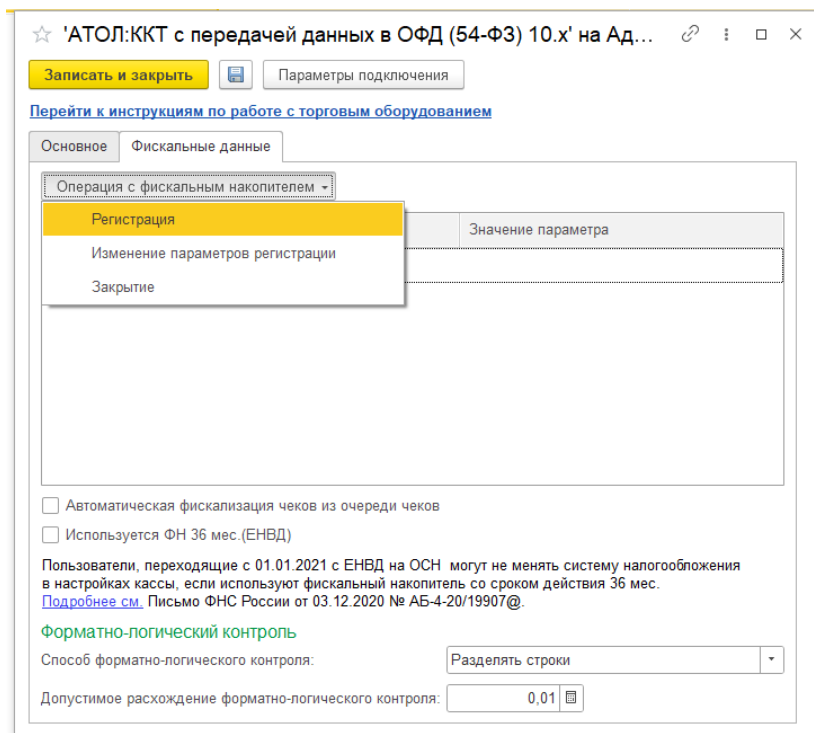 'АТОЛ:ККТ с передачей данных в ОФД (54-ФЗ) 10.x' на Ад...
Записать и закрыть
Параметры подключения
Перейти к инструкциям по работе с торговым оборудованием
Основное
Фискальные данные
Операция с фискальным накопителем
Регистрация
Значение параметра
Изменение параметров регистрации
Закрытие
Автоматическая фискализация чеков из очереди чеков
Используется ФН 36 мес.(ЕНВД)
Пользователи, переходящие с 01.01.2021 с ЕНВД на ОСН могут не менять систему налогообложения
в настройках кассы, если используют фискальный накопитель со сроком действия 36 мес.
Подробнее см. Письмо ФНС России от 03.12.2020 № АБ-4-20/19907@.
Форматно-логический контроль
Способ форматно-логического контроля:
Разделять строки
Допустимое расхождение форматно-логического контроля:
0,01